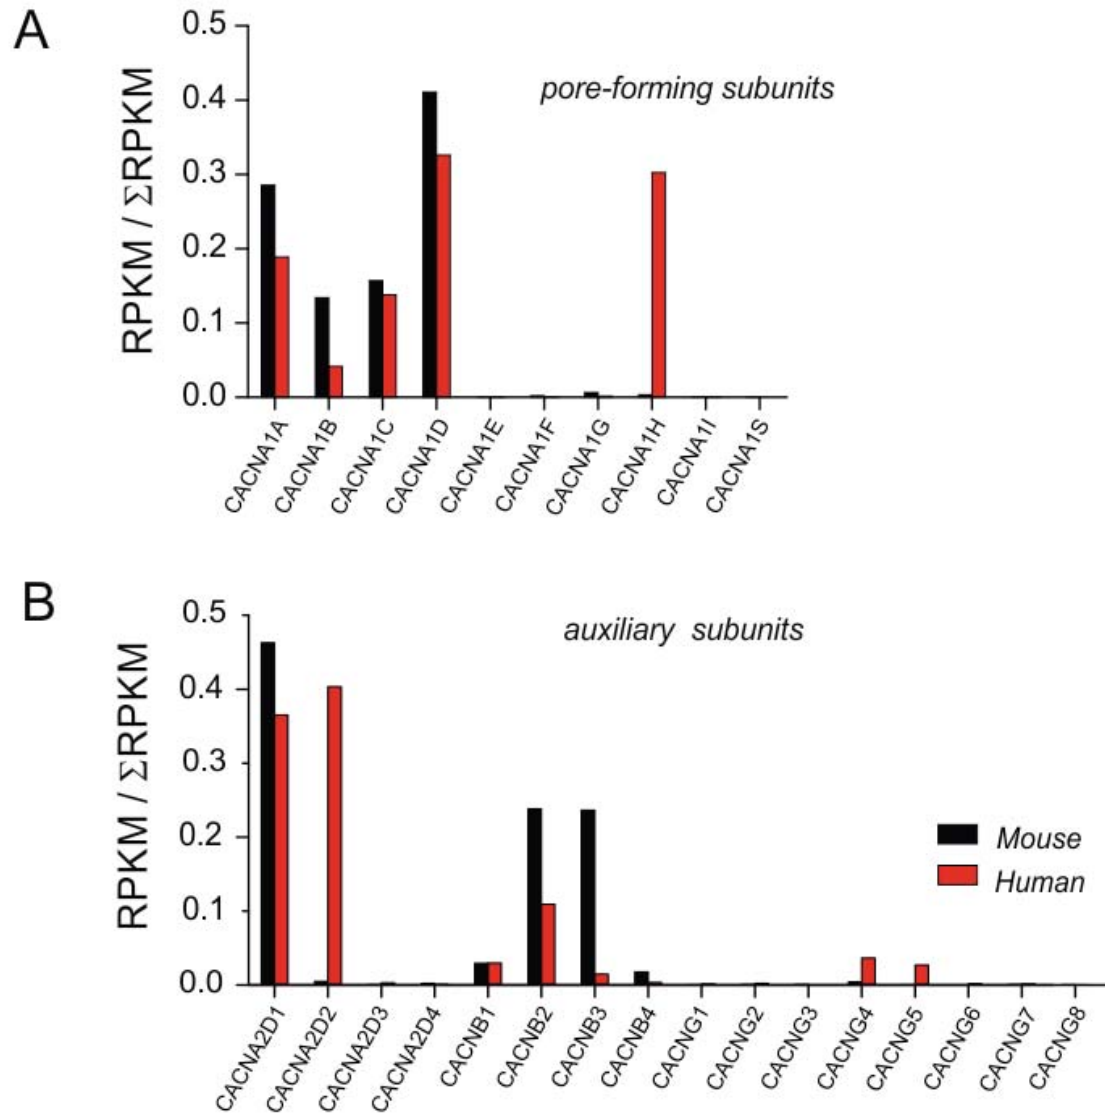 A
RPKM / ΣRPKM
0.5
0.4
0.3
0.2
0.1
0.0
pore-forming subunits
CACNA1A
CACNA1B
CACNA1C
CACNA1D
CACNA1E
CACNA1F
CACNA1G
CACNA1H
CACNA1I
CACNA1S
B
RPKM / ΣRPKM
0.5
0.4
0.3
0.2
0.1
0.0
auxiliary subunits
Mouse
Human
CACNA2D1
CACNA2D2
CACNA2D3
CACNA2D4
CACNB1
CACNB2
CACNB3
CACNB4
CACNG1
CACNG2
CACNG3
CACNG4
CACNG5
CACNG6
CACNG7
CACNG8